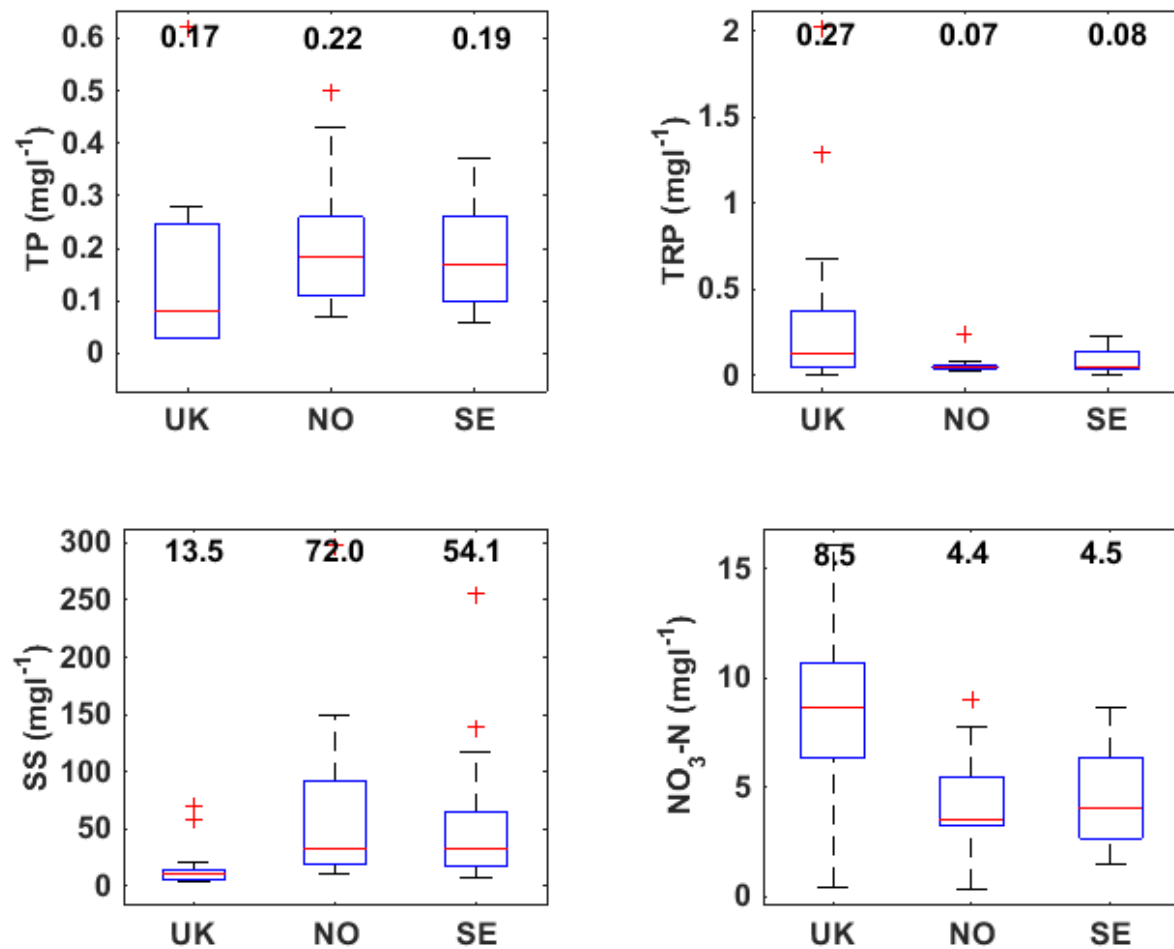 0.6
0.5
0.4
0.3
0.2
0.1
0
TP (mgl⁻¹)
0.17 0.22 0.19
UK NO SE
2
1.5
1
0.5
0
TRP (mgl⁻¹)
0.27 0.07 0.08
UK NO SE
300
250
200
150
100
50
0
SS (mgl⁻¹)
13.5 72.0 54.1
UK NO SE
15
10
5
0
NO₃-N (mgl⁻¹)
8.5 4.4 4.5
UK NO SE